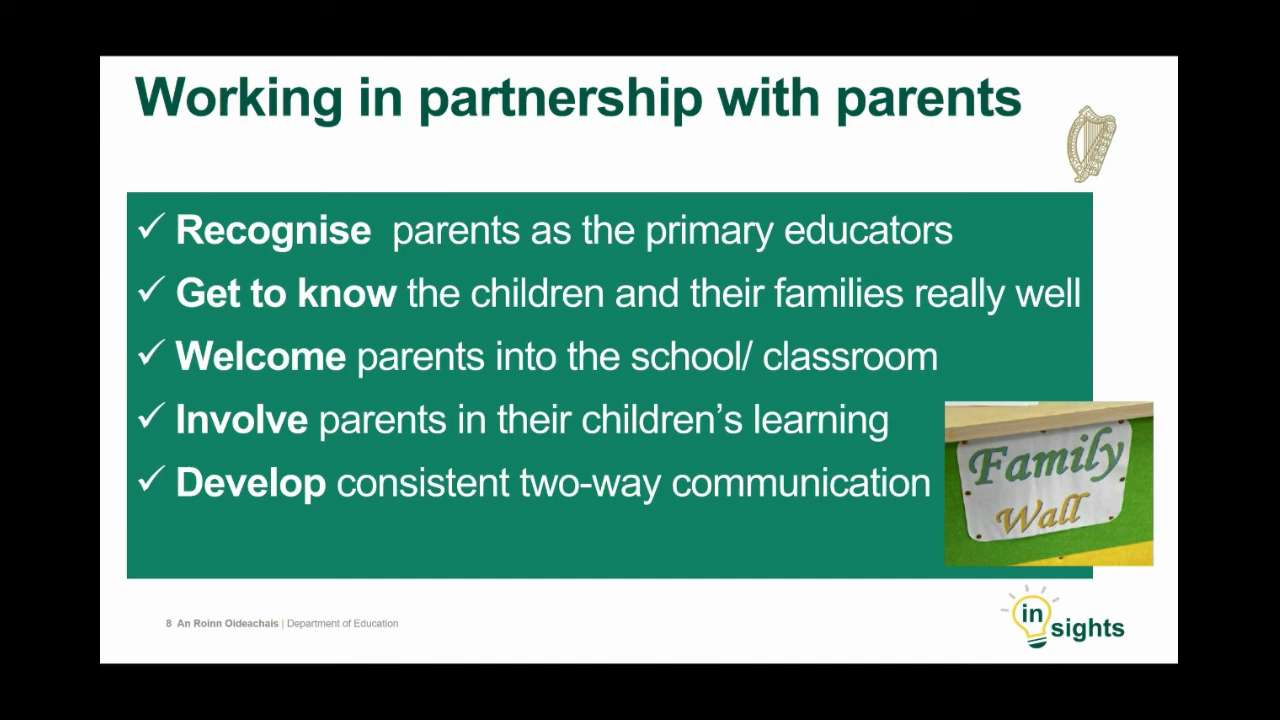 Working in partnership with parents
✓ Recognise  parents as the primary educators
✓ Get to know the children and their families really well
✓ Welcome parents into the school/ classroom
✓ Involve parents in their children’s learning
✓ Develop consistent two-way communication
Family
Wall
8 An Roinn Oideachais | Department of Education
in
sights